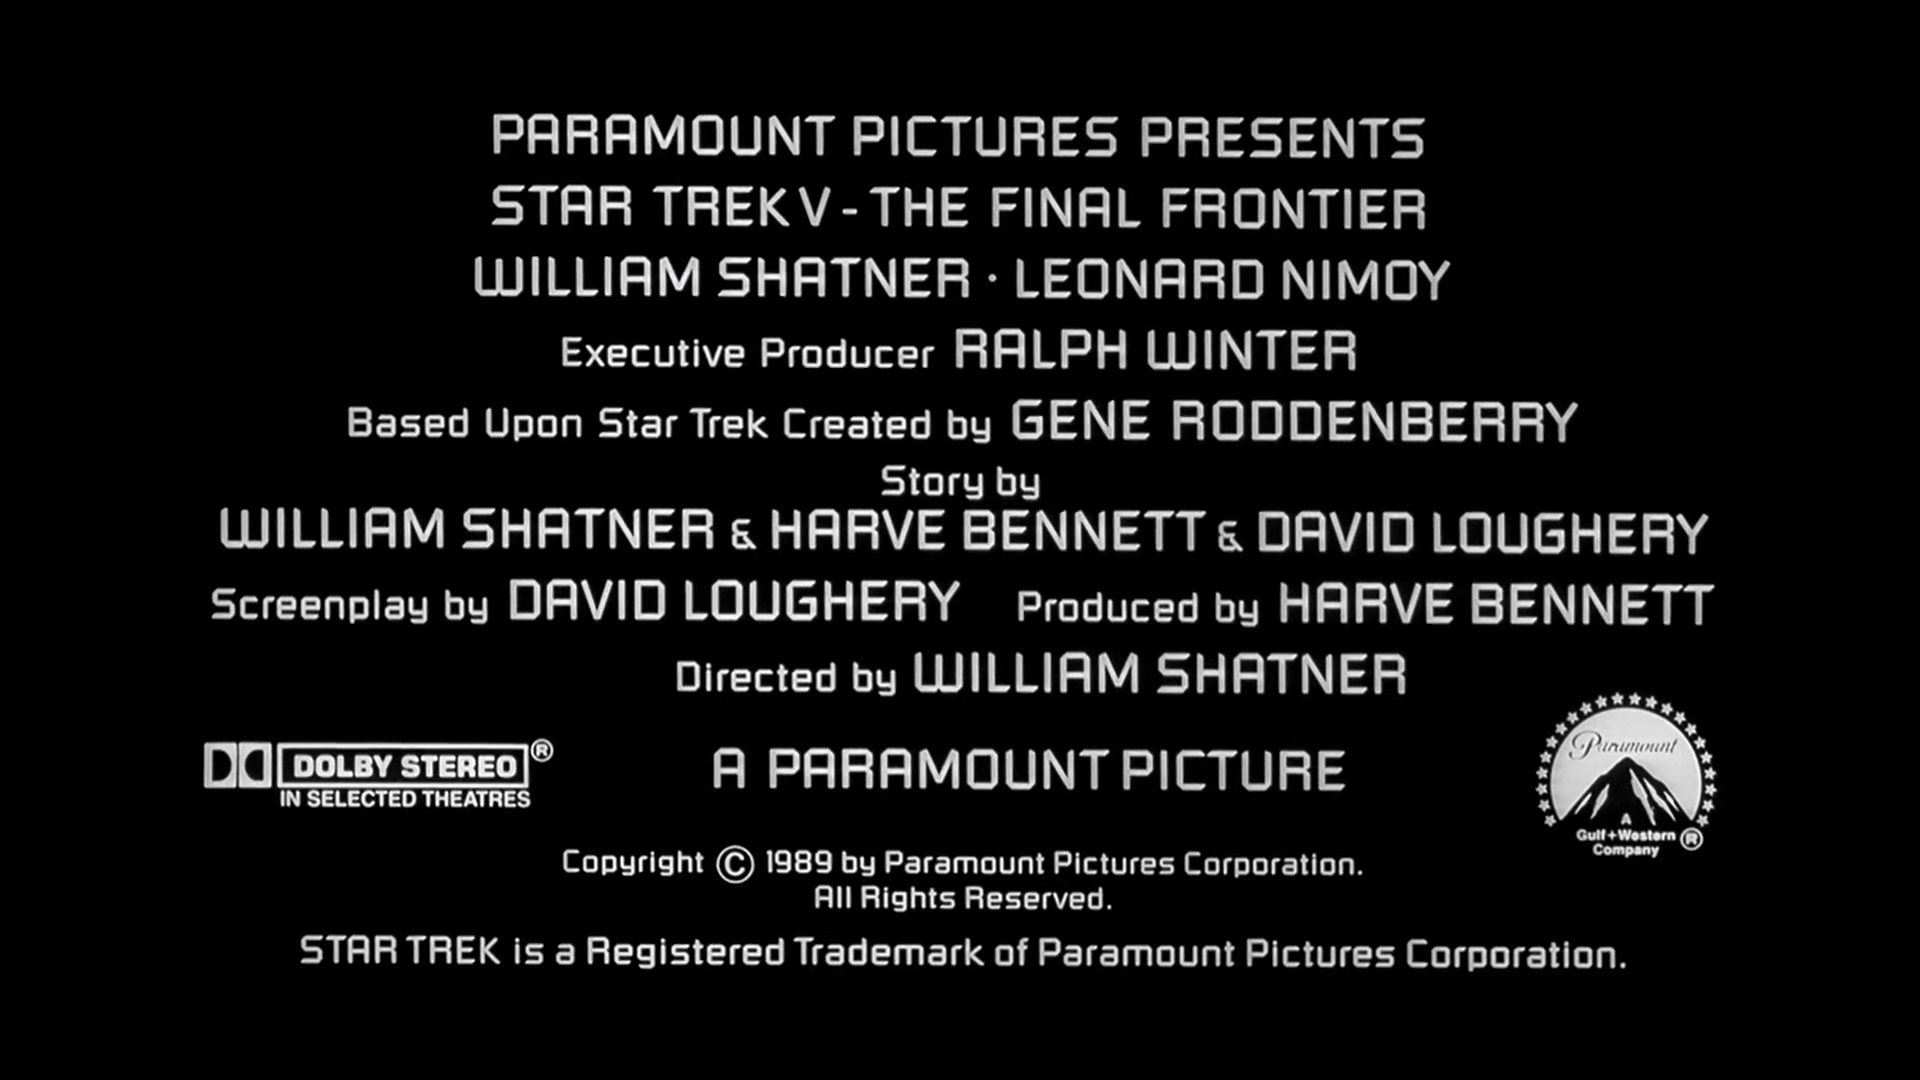 PARAMOUNT PICTURES PRESENTS
STAR TREK V - THE FINAL FRONTIER
WILLIAM SHATNER · LEONARD NIMOY
Executive Producer RALPH WINTER
Based Upon Star Trek Created by GENE RODDENBERRY
Story by
WILLIAM SHATNER & HARVE BENNETT & DAVID LOUGHERY
Screenplay by DAVID LOUGHERY Produced by HARVE BENNETT
Directed by WILLIAM SHATNER
DOLBY STEREO ®
IN SELECTED THEATRES
A PARAMOUNT PICTURE
Paramount
A
Gulf+Western
Company ®
Copyright © 1989 by Paramount Pictures Corporation.
All Rights Reserved.
STAR TREK is a Registered Trademark of Paramount Pictures Corporation.